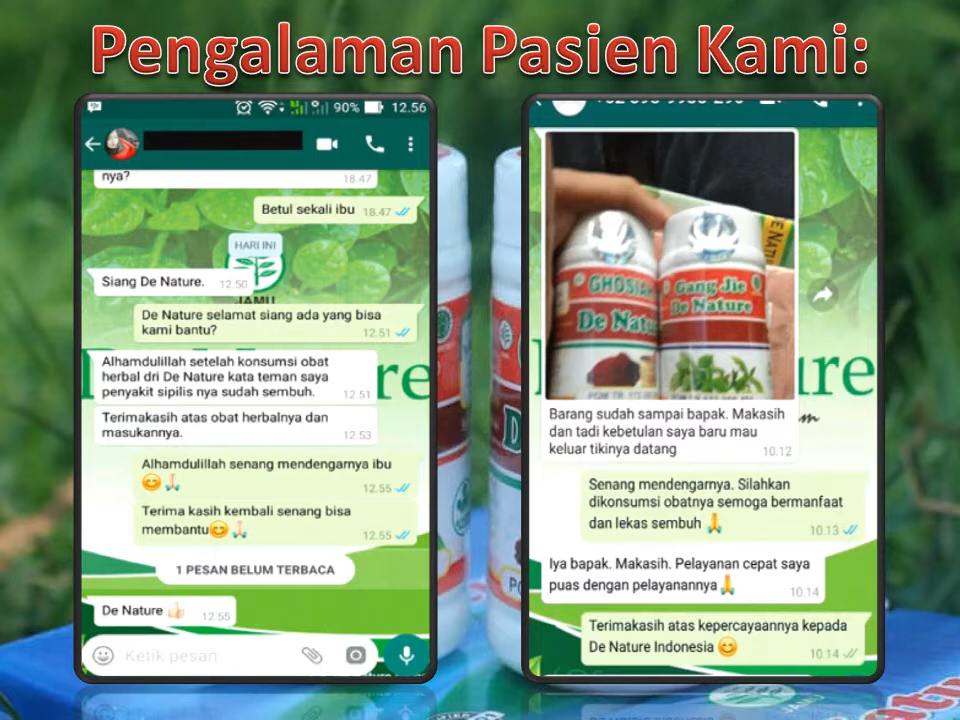 Pengalaman Pasien Kami:
90% 12.56
nya? 18.47
Betul sekali ibu 18.47
HARI INI
Siang De Nature. 12.50
JAMU
De Nature selamat siang ada yang bisa
kami bantu? 12.51
Alhamdulillah setelah konsumsi obat
herbal dri De Nature kata teman saya
penyakit sipilis nya sudah sembuh. 12.51
Terimakasih atas obat herbalnya dan
masukannya. 12.53
Alhamdulillah senang mendengarnya ibu
😊🙏 12.55
Terima kasih kembali senang bisa
membantu😊🙏 12.55
1 PESAN BELUM TERBACA
De Nature 👍 12.55
Ketik pesan
GHOSIAH
De Nature
Gang Jie
De Nature
Barang sudah sampai bapak. Makasih
dan tadi kebetulan saya baru mau
keluar tikinya datang 10.12
Senang mendengarnya. Silahkan
dikonsumsi obatnya semoga bermanfaat
dan lekas sembuh 🙏 10.13
Iya bapak. Makasih. Pelayanan cepat saya
puas dengan pelayanannya🙏 10.14
Terimakasih atas kepercayaannya kepada
De Nature Indonesia 😊 10.14